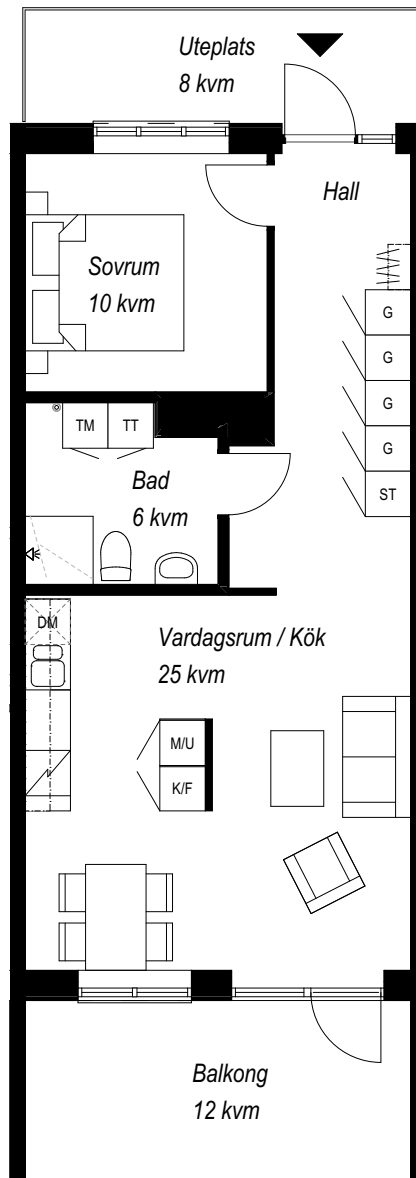 Uteplats
8 kvm
Hall
Sovrum
10 kvm
G
G
G
G
ST
TM TT
Bad
6 kvm
DM
Vardagsrum / Kök
25 kvm
M/U
K/F
Balkong
12 kvm